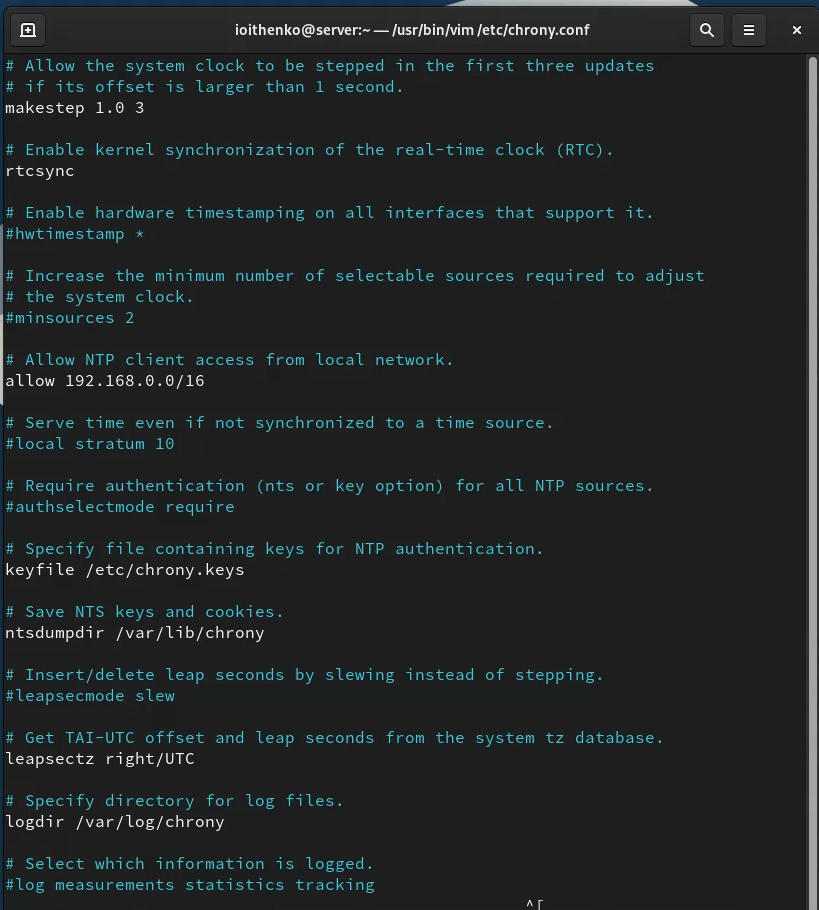 ioithenko@server:~ — /usr/bin/vim /etc/chrony.conf
# Allow the system clock to be stepped in the first three updates
# if its offset is larger than 1 second.
makestep 1.0 3
# Enable kernel synchronization of the real-time clock (RTC).
rtcsync
# Enable hardware timestamping on all interfaces that support it.
#hwtimestamp *
# Increase the minimum number of selectable sources required to adjust
# the system clock.
#minsources 2
# Allow NTP client access from local network.
allow 192.168.0.0/16
# Serve time even if not synchronized to a time source.
#local stratum 10
# Require authentication (nts or key option) for all NTP sources.
#authselectmode require
# Specify file containing keys for NTP authentication.
keyfile /etc/chrony.keys
# Save NTS keys and cookies.
ntsdumpdir /var/lib/chrony
# Insert/delete leap seconds by slewing instead of stepping.
#leapsecmode slew
# Get TAI-UTC offset and leap seconds from the system tz database.
leapsectz right/UTC
# Specify directory for log files.
logdir /var/log/chrony
# Select which information is logged.
#log measurements statistics tracking
^[